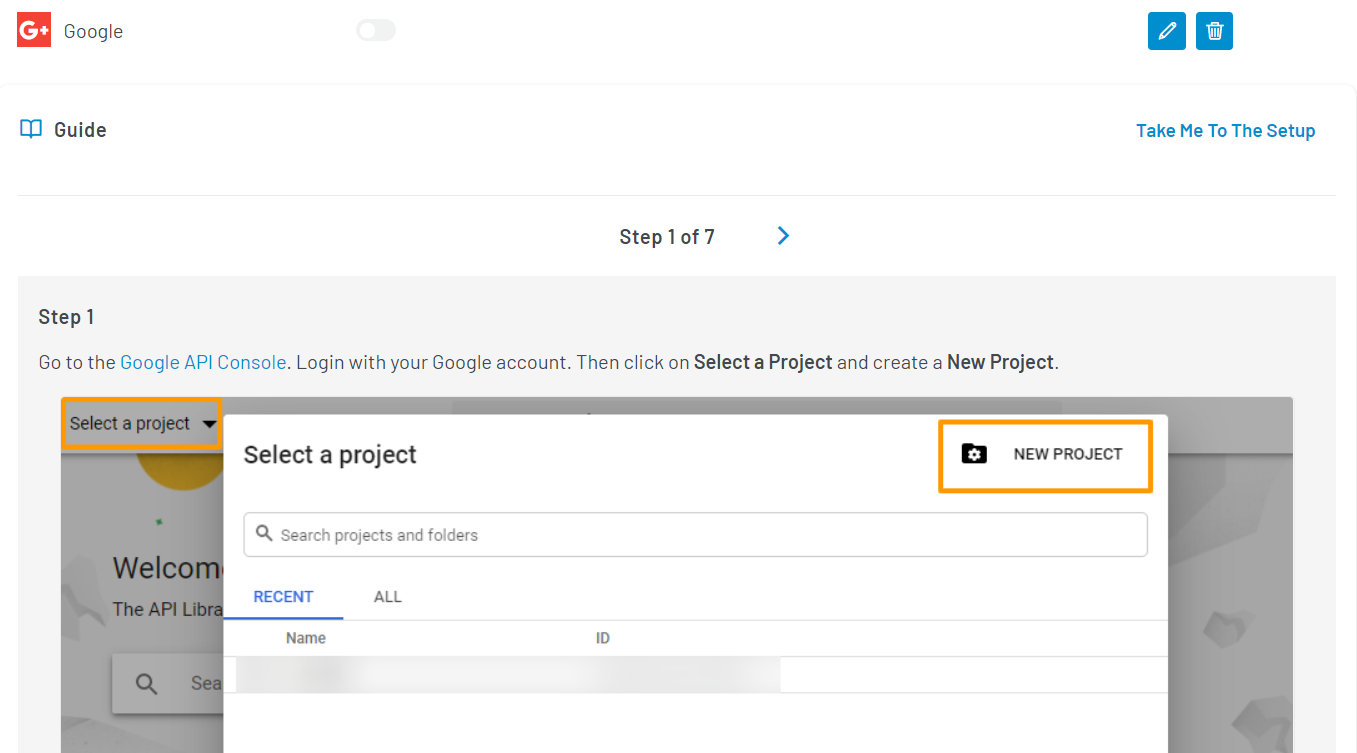 G+ Google
Guide
Take Me To The Setup
Step 1 of 7
Step 1
Go to the Google API Console. Login with your Google account. Then click on Select a Project and create a New Project.
Select a project
Select a project
NEW PROJECT
Search projects and folders
Welcom
The API Libra
RECENT ALL
Name ID
Sea